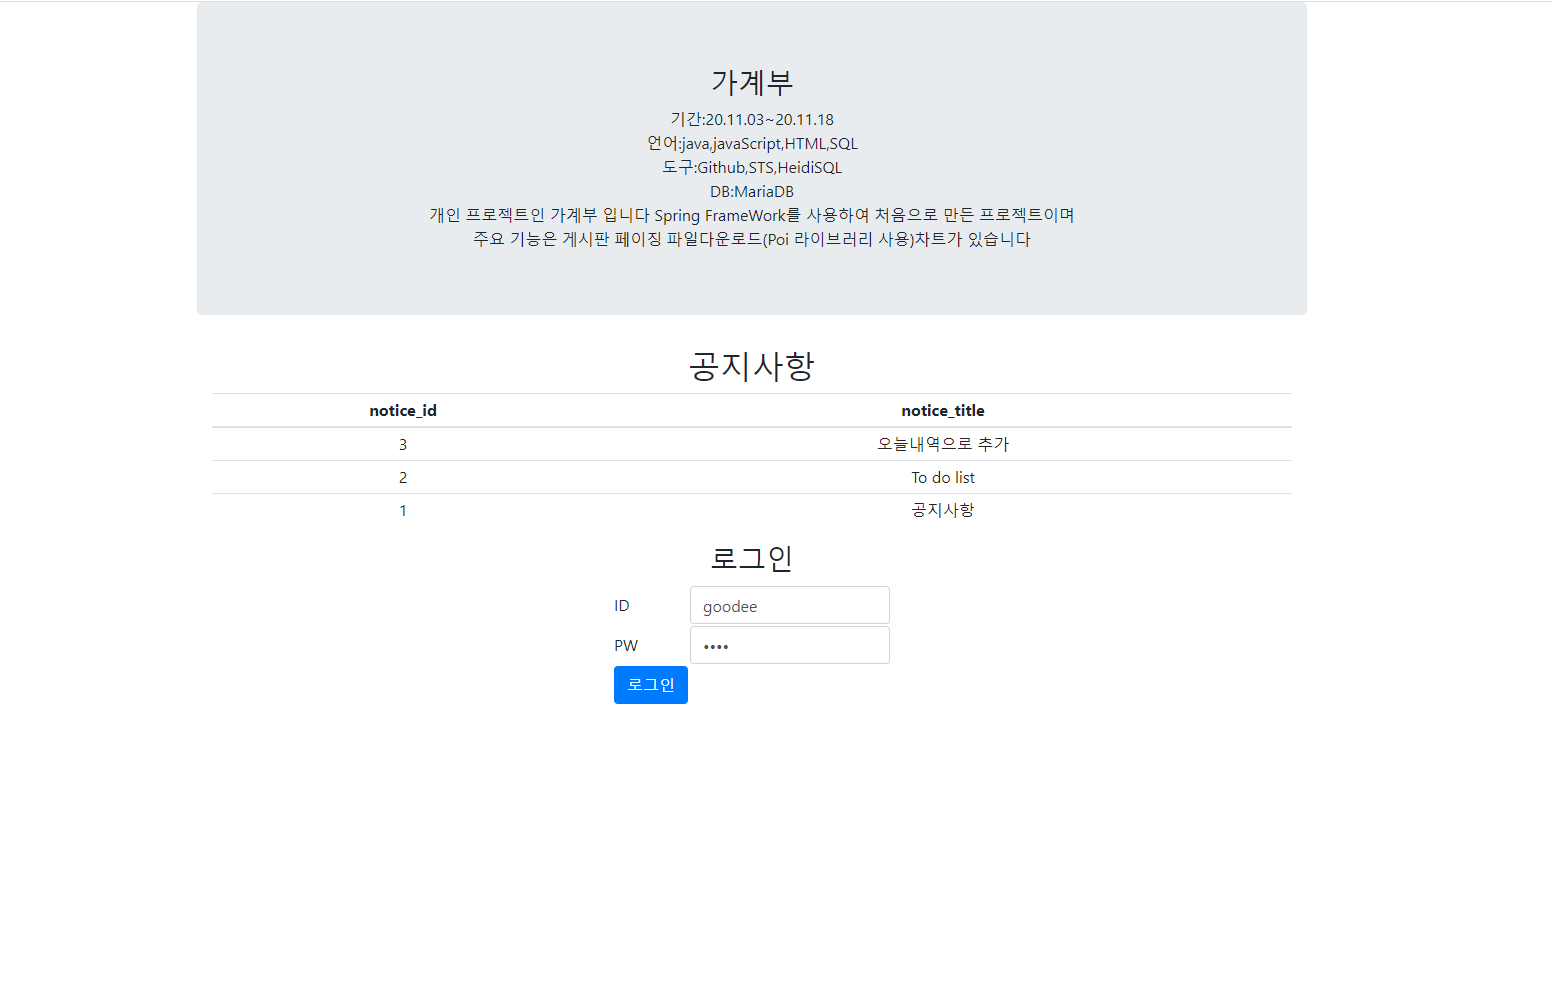 가계부
기간:20.11.03~20.11.18
언어:java,javaScript,HTML,SQL
도구:Github,STS,HeidiSQL
DB:MariaDB
개인 프로젝트인 가계부 입니다 Spring FrameWork를 사용하여 처음으로 만든 프로젝트이며
주요 기능은 게시판 페이징 파일다운로드(Poi 라이브러리 사용)차트가 있습니다
공지사항
notice_id notice_title
3 오늘내역으로 추가
2 To do list
1 공지사항
로그인
ID goodee
PW ••••
로그인